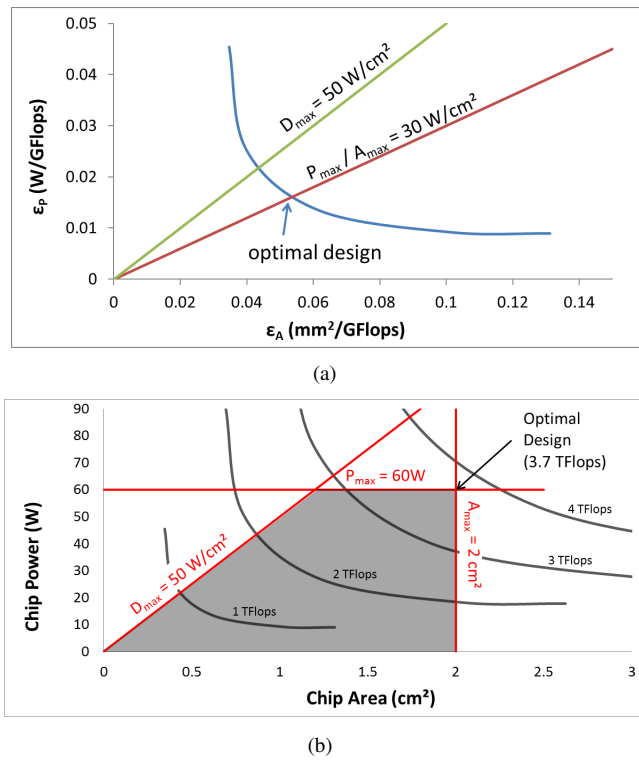 0.05
0.04
0.03
0.02
0.01
0
εP (W/GFlops)
Dmax = 50 W/cm²
Pmax / Amax = 30 W/cm²
optimal design
0
0.02
0.04
0.06
0.08
0.1
0.12
0.14
εA (mm²/GFlops)
(a)
90
80
70
60
50
40
30
20
10
0
Chip Power (W)
Dmax = 50 W/cm²
Pmax = 60W
Amax = 2 cm²
Optimal
Design
(3.7 TFlops)
4 TFlops
3 TFlops
2 TFlops
1 TFlops
0
0.5
1
1.5
2
2.5
3
Chip Area (cm²)
(b)